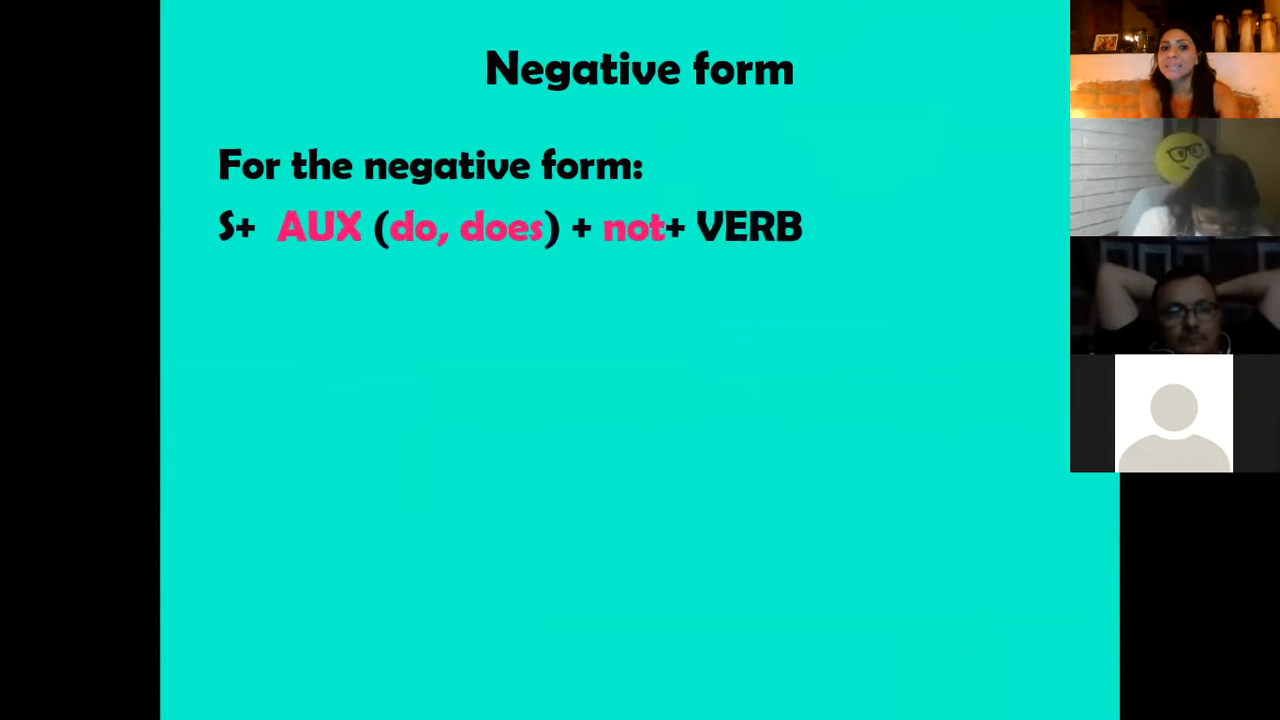 Negative form
For the negative form:
S+ AUX (do, does) + not+ VERB